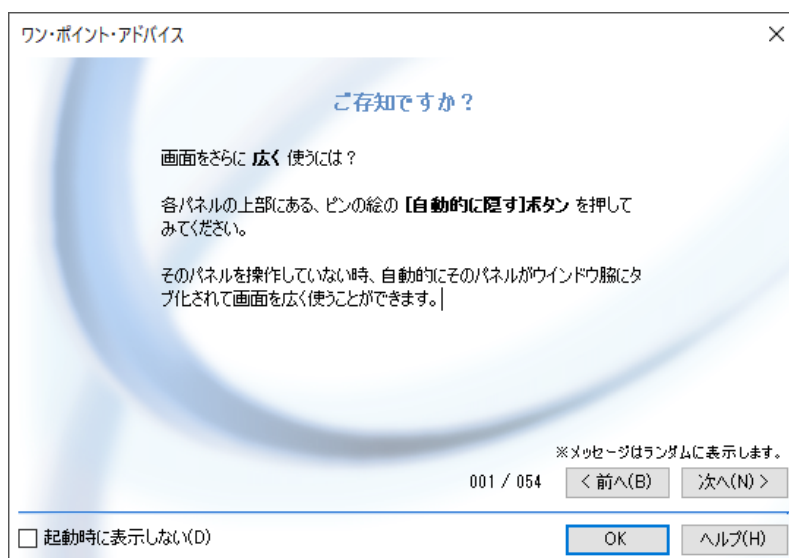 ワン・ポイント・アドバイス
ご存知ですか？
画面をさらに 広く 使うには？
各パネルの上部にある、ピンの絵の [自動的に隠す]ボタン を押して
みてください。
そのパネルを操作していない時、自動的にそのパネルがウインドウ脇にタ
ブ化されて画面を広く使うことができます。
※メッセージはランダムに表示します。
001 / 054 < 前へ(B) 次へ(N) >
起動時に表示しない(D) OK ヘルプ(H)